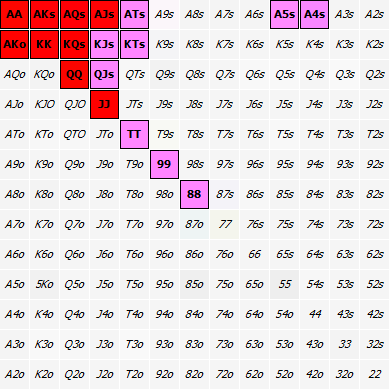 AA AKs AQs AJs ATs A9s A8s A7s A6s A5s A4s A3s A2s
AKo KK KQs KJs KTs K9s K8s K7s K6s K5s K4s K3s K2s
AQo KQo QQ QJs QTs Q9s Q8s Q7s Q6s Q5s Q4s Q3s Q2s
AJo KJO QJO JJ JTs J9s J8s J7s J6s J5s J4s J3s J2s
ATo KTo QTO JTo TT T9s T8s T7s T6s T5s T4s T3s T2s
A9o K9o Q9o J9o T9o 99 98s 97s 96s 95s 94s 93s 92s
A8o K8o Q8o J8o T8o 98o 88 87s 86s 85s 84s 83s 82s
A7o K7o Q7o J7o T7o 97o 87o 77 76s 75s 74s 73s 72s
A6o K6o Q6o J6o T6o 96o 86o 76o 66 65s 64s 63s 62s
A5o 5Ko Q5o J5o T5o 95o 85o 75o 65o 55 54s 53s 52s
A4o K4o Q4o J4o T4o 94o 84o 74o 64o 54o 44 43s 42s
A3o K3o Q3o J3o T3o 93o 83o 73o 63o 53o 43o 33 32s
A2o K2o Q2o J2o T2o 92o 82o 72o 62o 52o 42o 32o 22